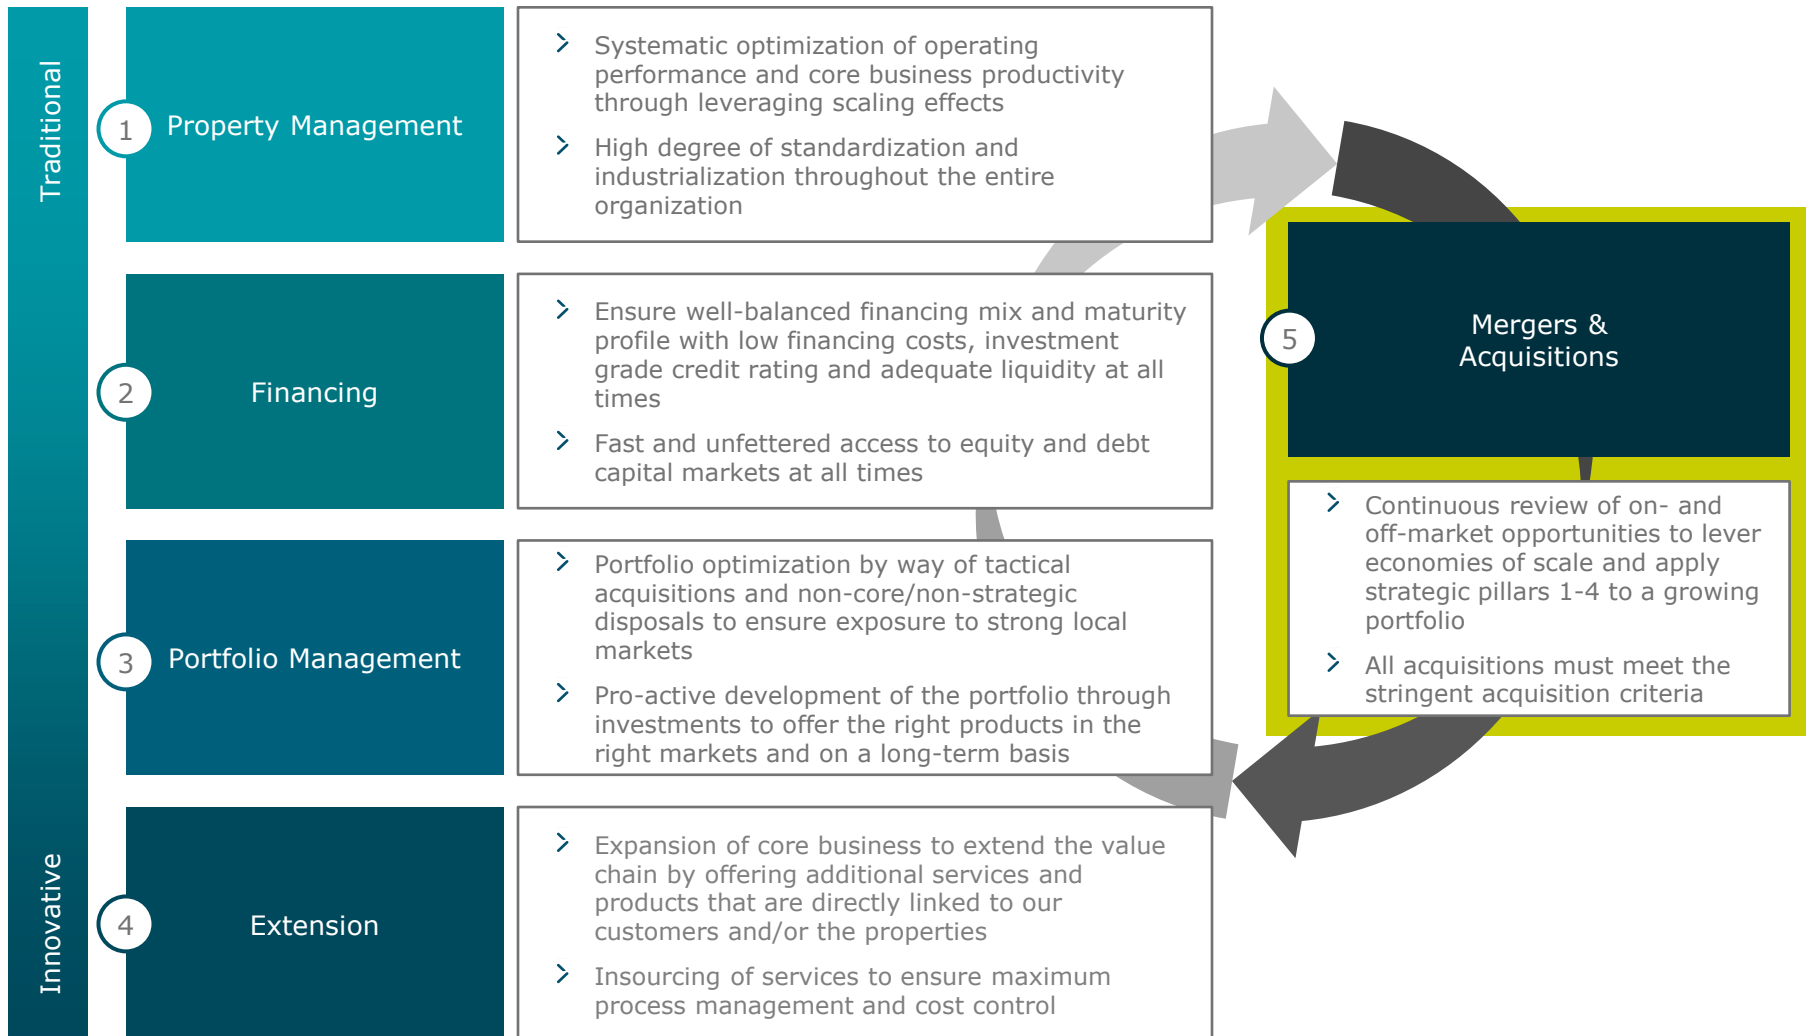 Traditional
Innovative
1
Property Management
Systematic optimization of operating
performance and core business productivity
through leveraging scaling effects
High degree of standardization and
industrialization throughout the entire
organization
2
Financing
Ensure well-balanced financing mix and maturity
profile with low financing costs, investment
grade credit rating and adequate liquidity at all
times
Fast and unfettered access to equity and debt
capital markets at all times
3
Portfolio Management
Portfolio optimization by way of tactical
acquisitions and non-core/non-strategic
disposals to ensure exposure to strong local
markets
Pro-active development of the portfolio through
investments to offer the right products in the
right markets and on a long-term basis
4
Extension
Expansion of core business to extend the value
chain by offering additional services and
products that are directly linked to our
customers and/or the properties
Insourcing of services to ensure maximum
process management and cost control
5
Mergers &
Acquisitions
Continuous review of on- and
off-market opportunities to lever
economies of scale and apply
strategic pillars 1-4 to a growing
portfolio
All acquisitions must meet the
stringent acquisition criteria